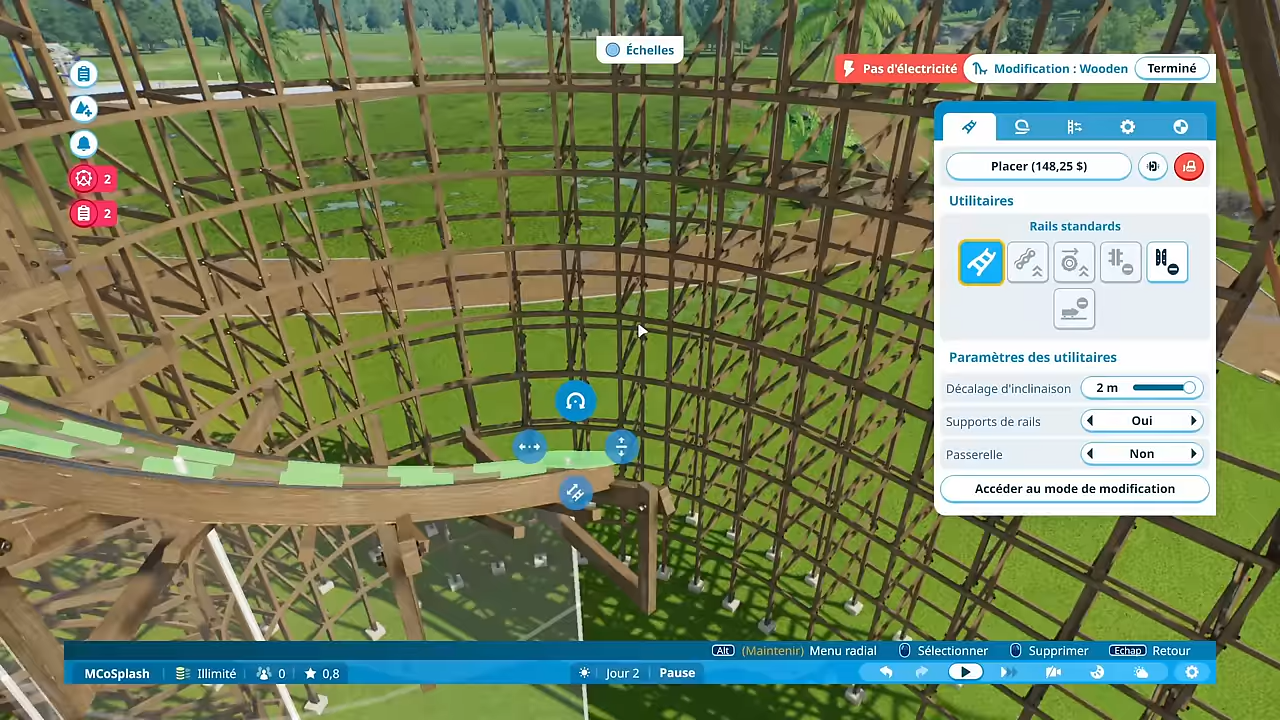 Échelles
Pas d'électricité
Modification : Wooden
Terminé
2
2
Placer (148,25 $)
Utilitaires
Rails standards
Paramètres des utilitaires
Décalage d'inclinaison
2 m
Supports de rails
Oui
Passerelle
Non
Accéder au mode de modification
Alt (Maintenir) Menu radial
Sélectionner
Supprimer
Echap Retour
MCoSplash
Illimité
0
0,8
Jour 2
Pause